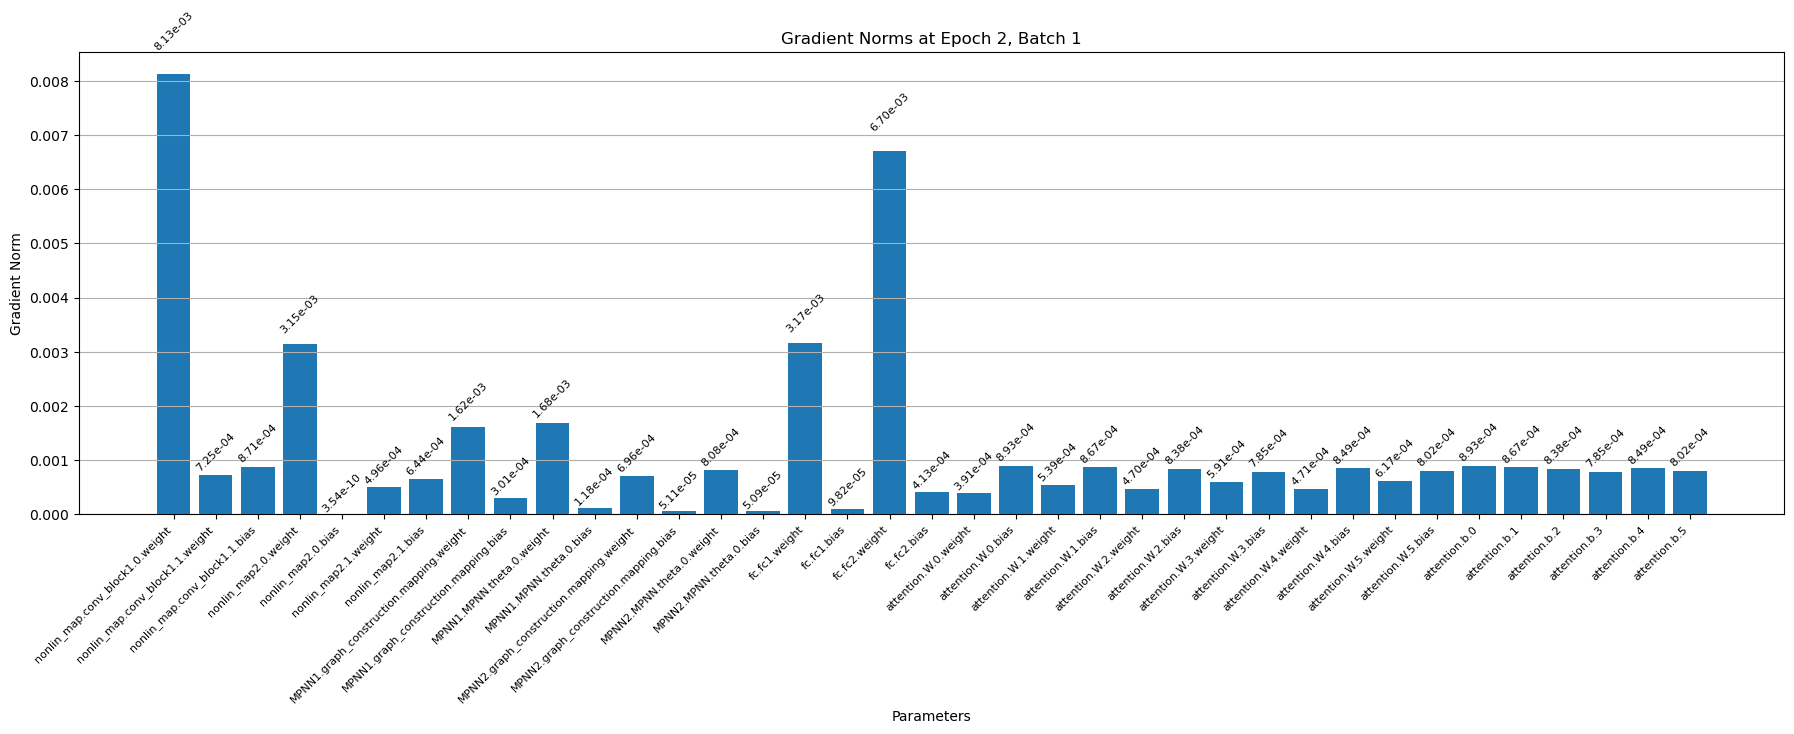 Gradient Norms at Epoch 2, Batch 1
Gradient Norm
0.008
0.007
0.006
0.005
0.004
0.003
0.002
0.001
0.000
8.13e-03
7.25e-04
8.71e-04
3.15e-03
3.54e-10
4.96e-04
6.44e-04
1.62e-03
3.01e-04
1.68e-03
1.18e-04
6.96e-04
5.11e-05
8.08e-04
5.09e-05
3.17e-03
9.82e-05
6.70e-03
4.13e-04
3.91e-04
8.93e-04
5.39e-04
8.67e-04
4.70e-04
8.38e-04
5.91e-04
7.85e-04
4.71e-04
8.49e-04
6.17e-04
8.02e-04
8.93e-04
8.67e-04
8.38e-04
7.85e-04
8.49e-04
8.02e-04
nonlin_map.conv_block1.0.weight
nonlin_map.conv_block1.1.weight
nonlin_map.conv_block1.1.bias
nonlin_map2.0.weight
nonlin_map2.0.bias
nonlin_map2.1.weight
nonlin_map2.1.bias
MPNN1.graph_construction.mapping.weight
MPNN1.graph_construction.mapping.bias
MPNN1.MPNN.theta.0.weight
MPNN1.MPNN.theta.0.bias
MPNN2.graph_construction.mapping.weight
MPNN2.graph_construction.mapping.bias
MPNN2.MPNN.theta.0.weight
MPNN2.MPNN.theta.0.bias
fc.fc1.weight
fc.fc1.bias
fc.fc2.weight
fc.fc2.bias
attention.W.0.weight
attention.W.0.bias
attention.W.1.weight
attention.W.1.bias
attention.W.2.weight
attention.W.2.bias
attention.W.3.weight
attention.W.3.bias
attention.W.4.weight
attention.W.4.bias
attention.W.5.weight
attention.W.5.bias
attention.b.0
attention.b.1
attention.b.2
attention.b.3
attention.b.4
attention.b.5
Parameters